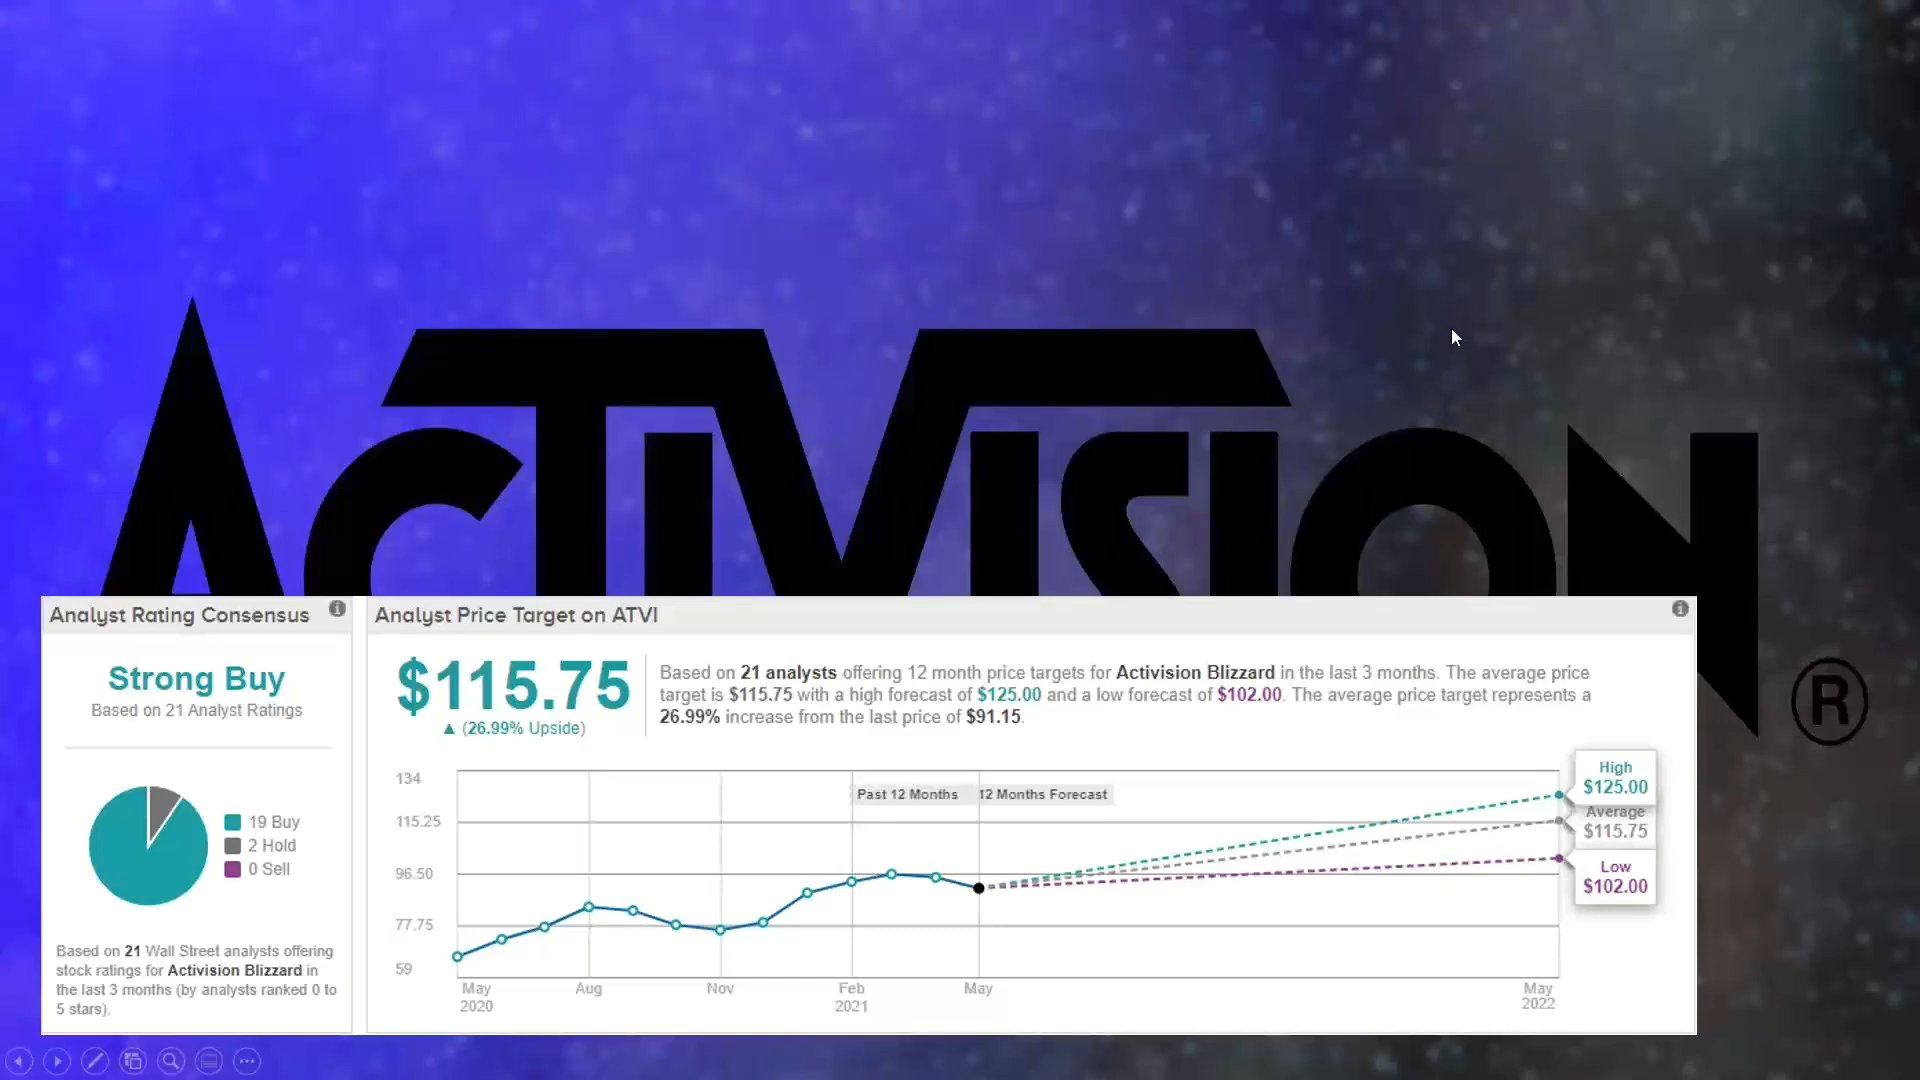 ACTIVISION
®
Analyst Rating Consensus
Strong Buy
Based on 21 Analyst Ratings
19 Buy
2 Hold
0 Sell
Based on 21 Wall Street analysts offering
stock ratings for Activision Blizzard in
the last 3 months (by analysts ranked 0 to
5 stars).
Analyst Price Target on ATVI
$115.75
▲ (26.99% Upside)
Based on 21 analysts offering 12 month price targets for Activision Blizzard in the last 3 months. The average price
target is $115.75 with a high forecast of $125.00 and a low forecast of $102.00. The average price target represents a
26.99% increase from the last price of $91.15.
134
115.25
96.50
77.75
59
Past 12 Months
12 Months Forecast
High
$125.00
Average
$115.75
Low
$102.00
May
2020
Aug
Nov
Feb
2021
May
May
2022